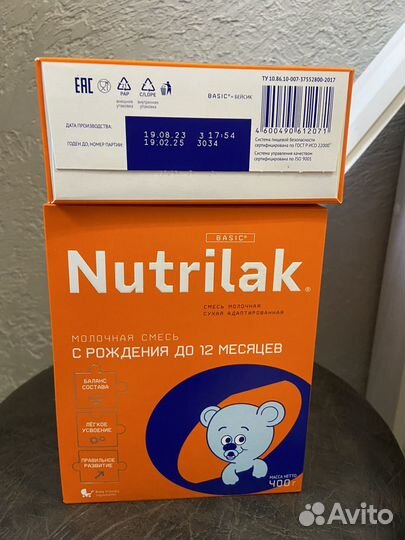 ТУ 10.86.10-007-37552800-2017
EAC
PAP
C/LDPE
внешняя упаковка
внутренняя упаковка
BASIC® • БЕЙСИК
4 600490 612071
ДАТА ПРОИЗВОДСТВА:
19.08.23 3 17:54
ГОДЕН ДО, НОМЕР ПАРТИИ:
19.02.25 3034
Система пищевой безопасности
сертифицирована по ГОСТ Р ИСО 22000
Система управления качеством
сертифицирована по ISO 9001
BASIC®
Nutrilak®
СМЕСЬ МОЛОЧНАЯ
СУХАЯ АДАПТИРОВАННАЯ
МОЛОЧНАЯ СМЕСЬ
С РОЖДЕНИЯ ДО 12 МЕСЯЦЕВ
БАЛАНС
СОСТАВА
ЛЁГКОЕ
УСВОЕНИЕ
ПРАВИЛЬНОЕ
РАЗВИТИЕ
МАССА НЕТТО
400 г
Avito